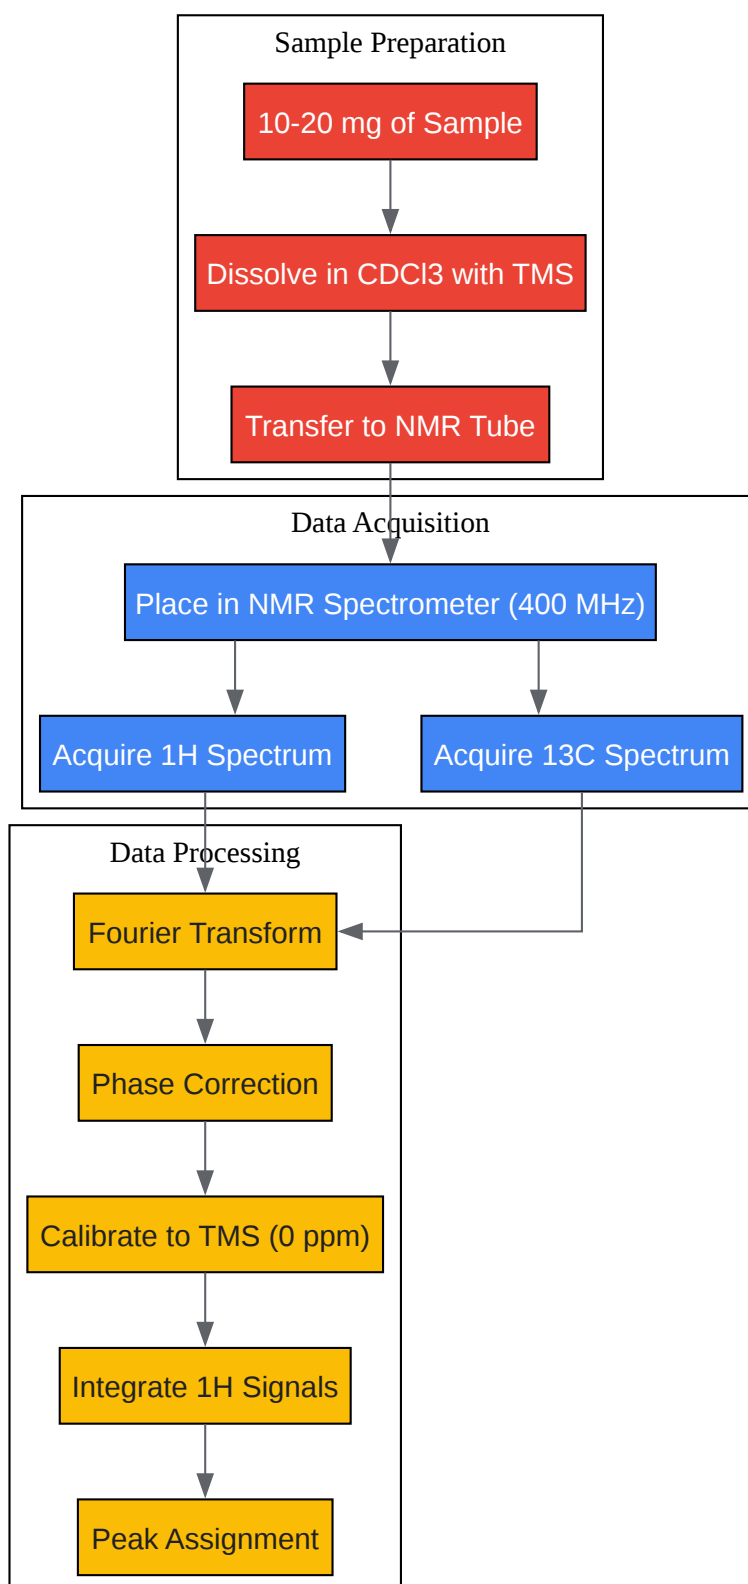 Sample Preparation
10-20 mg of Sample
Dissolve in CDCl3 with TMS
Transfer to NMR Tube
Data Acquisition
Place in NMR Spectrometer (400 MHz)
Acquire 1H Spectrum
Acquire 13C Spectrum
Data Processing
Fourier Transform
Phase Correction
Calibrate to TMS (0 ppm)
Integrate 1H Signals
Peak Assignment